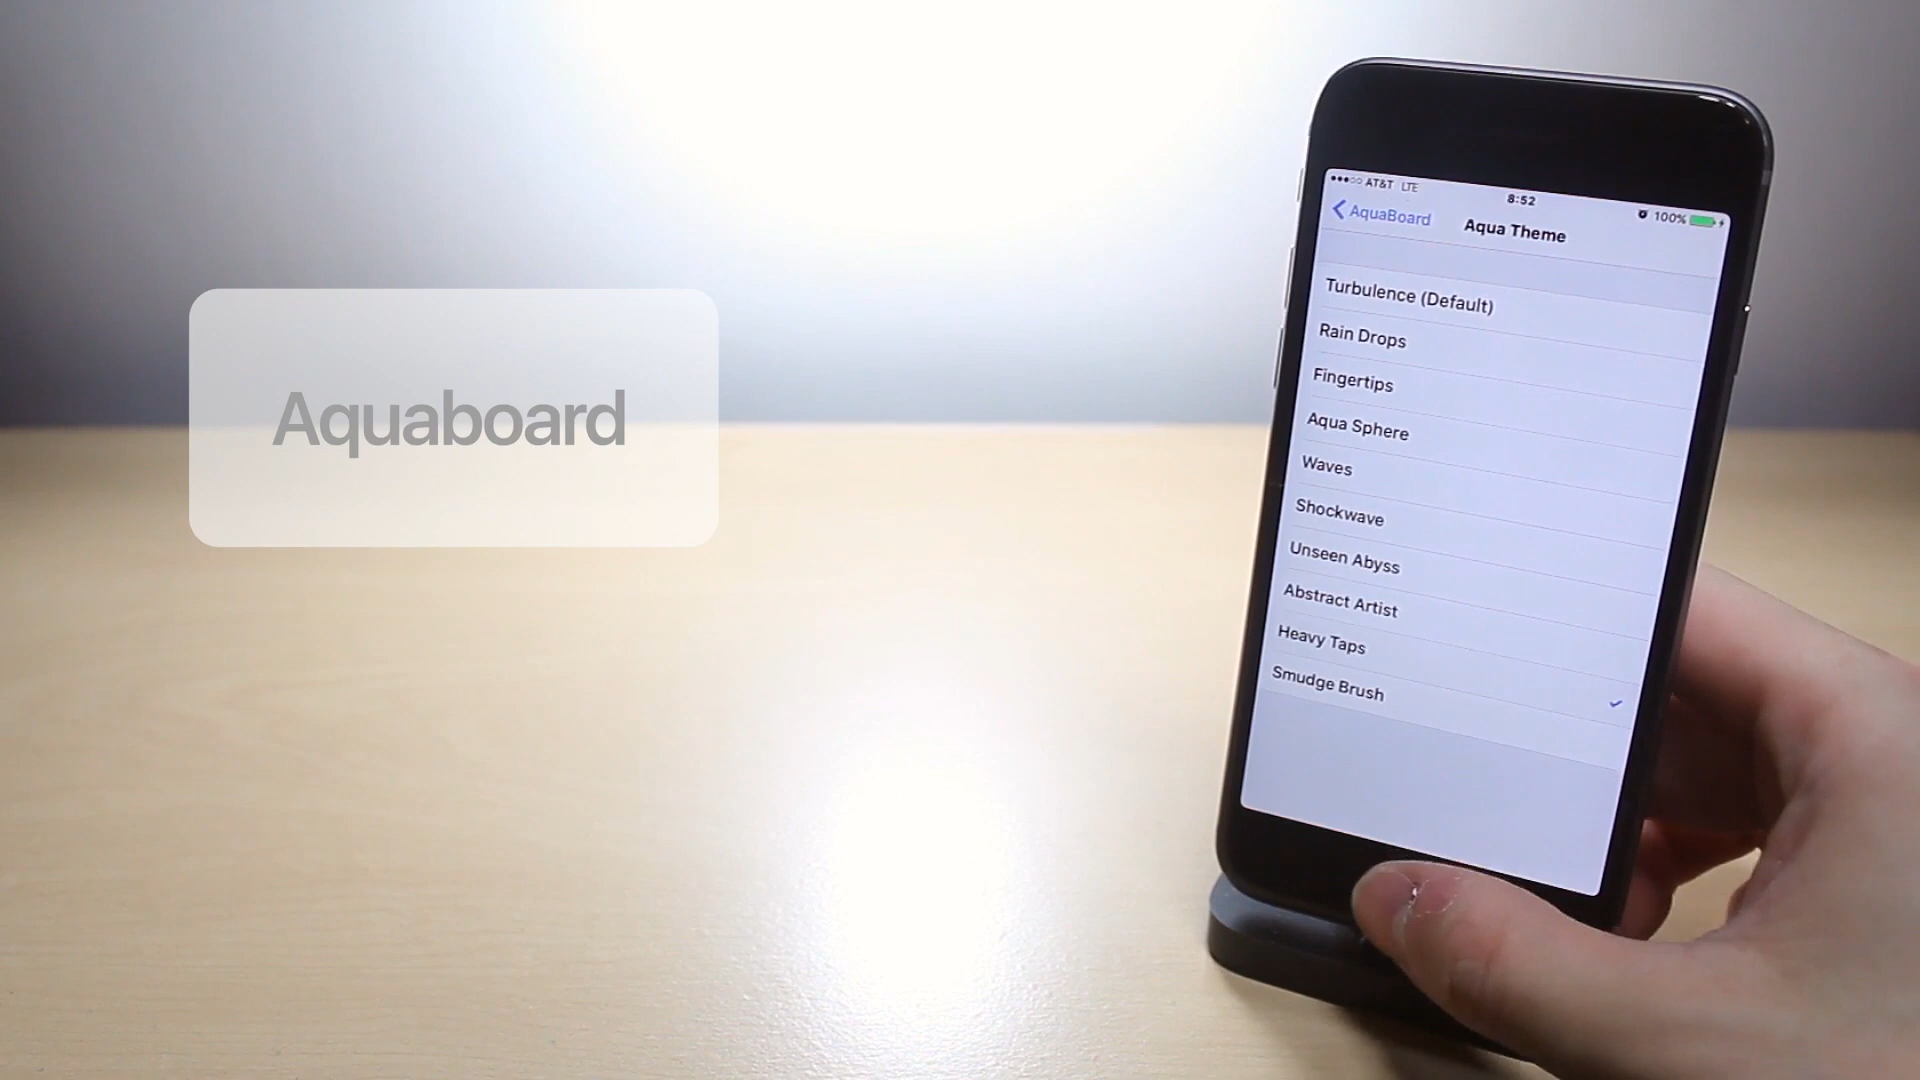 Aquaboard
●●●○○ AT&T LTE
8:52
100%
AquaBoard
Aqua Theme
Turbulence (Default)
Rain Drops
Fingertips
Aqua Sphere
Waves
Shockwave
Unseen Abyss
Abstract Artist
Heavy Taps
Smudge Brush